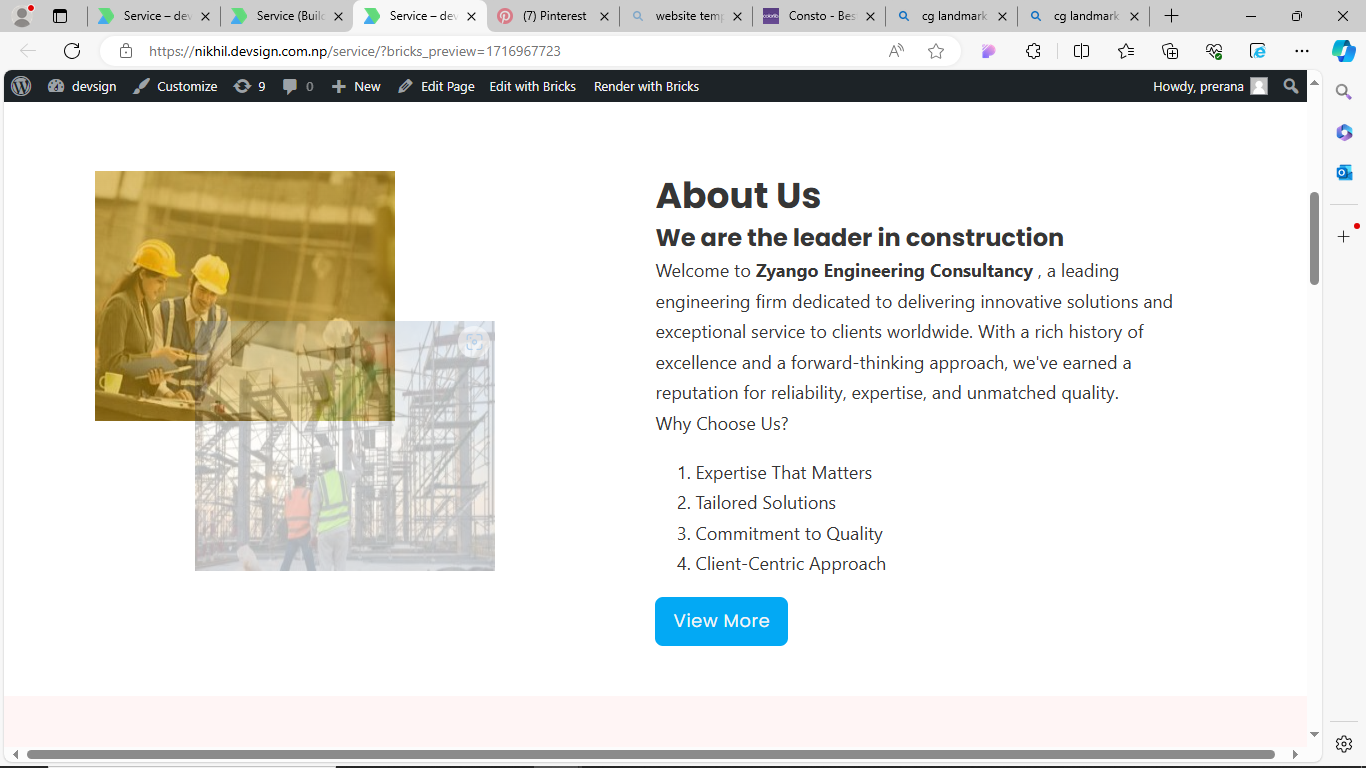 Service – dev
Service (Buil
Service – dev
(7) Pinterest
website temp
Consto - Bes
cg landmark
cg landmark
https://nikhil.devsign.com.np/service/?bricks_preview=1716967723
devsign
Customize
9
0
New
Edit Page
Edit with Bricks
Render with Bricks
Howdy, prerana
About Us
We are the leader in construction
Welcome to Zyango Engineering Consultancy , a leading
engineering firm dedicated to delivering innovative solutions and
exceptional service to clients worldwide. With a rich history of
excellence and a forward-thinking approach, we've earned a
reputation for reliability, expertise, and unmatched quality.
Why Choose Us?
1. Expertise That Matters
2. Tailored Solutions
3. Commitment to Quality
4. Client-Centric Approach
View More